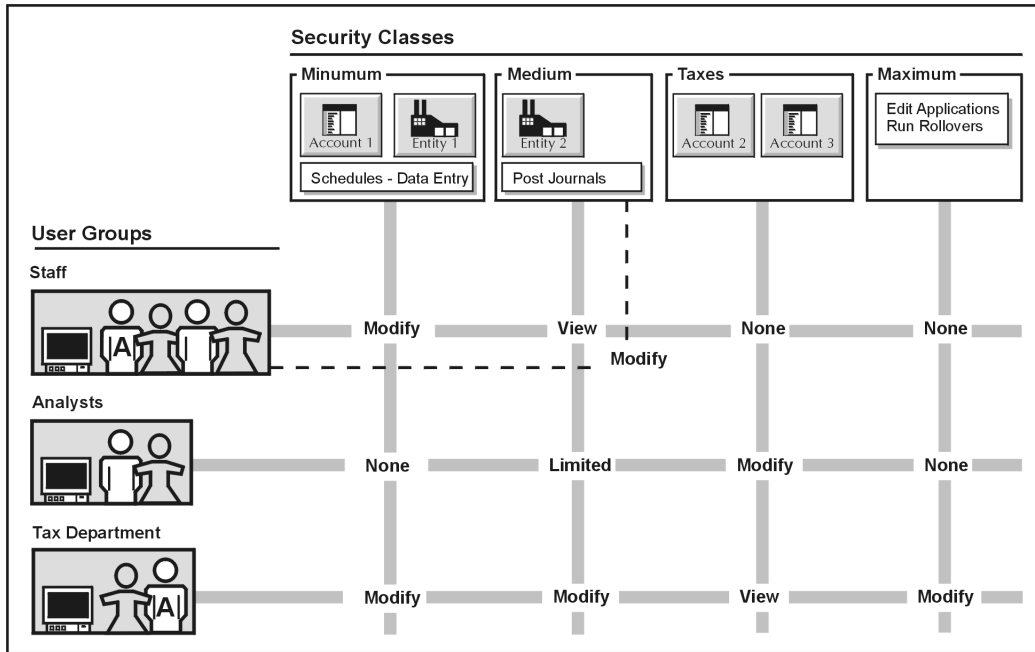 Security Classes
Minumum
Medium
Taxes
Maximum
Account 1
Entity 1
Entity 2
Account 2
Account 3
Edit Applications
Run Rollovers
Schedules - Data Entry
Post Journals
User Groups
Staff
A
Modify
View
None
None
Modify
Analysts
None
Limited
Modify
None
Tax Department
A
Modify
Modify
View
Modify